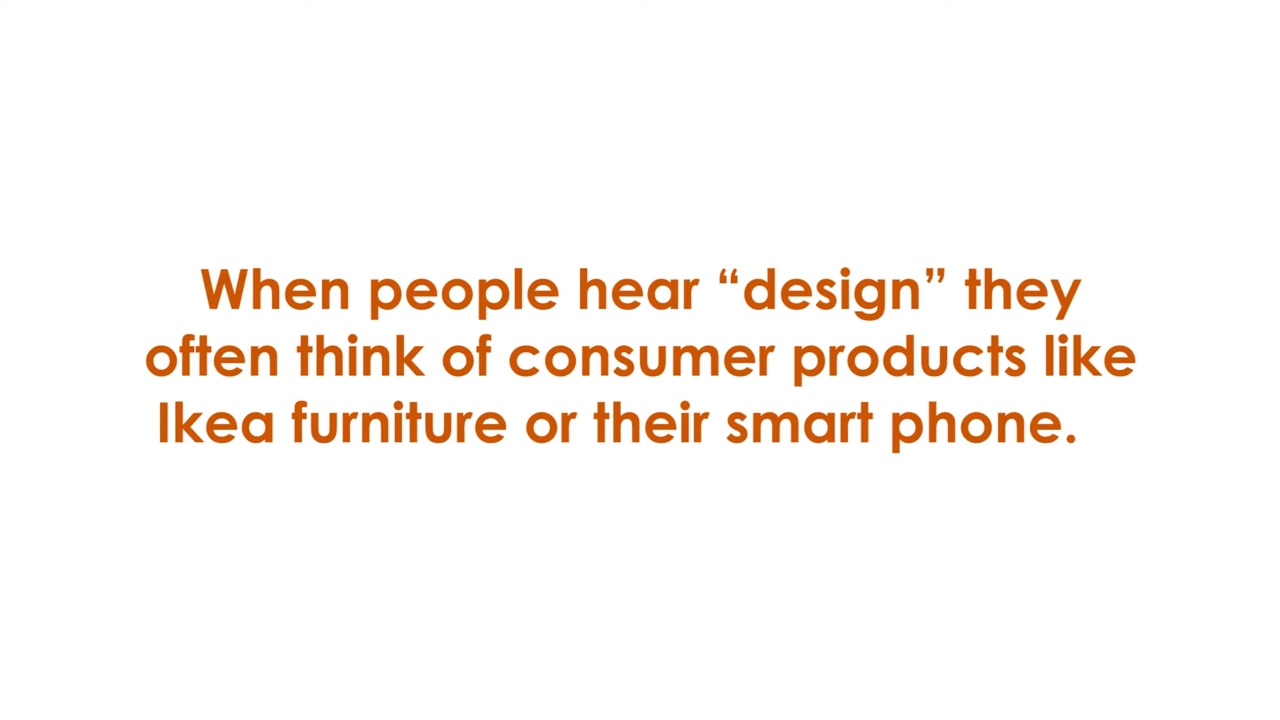 When people hear “design” they
often think of consumer products like
Ikea furniture or their smart phone.